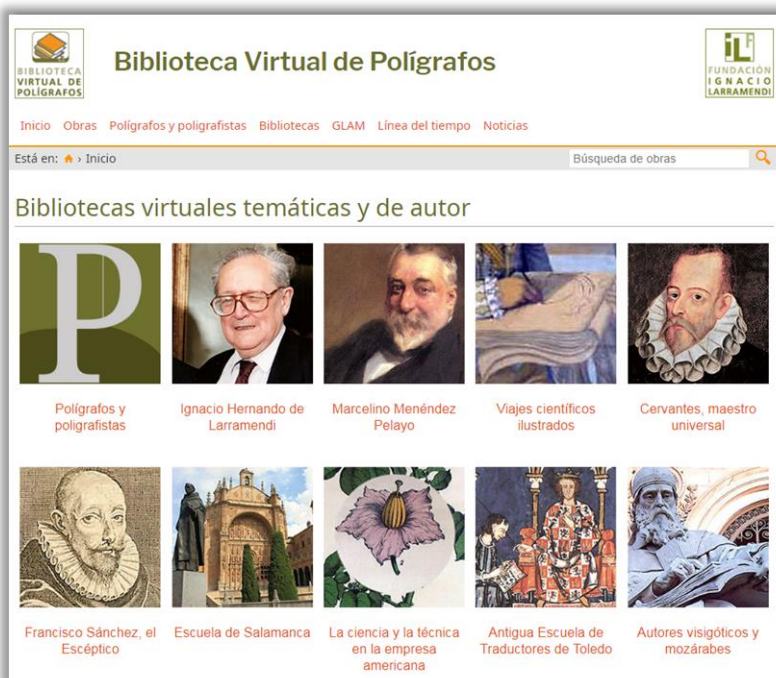 BIBLIOTECA
VIRTUAL DE
POLÍGRAFOS
Biblioteca Virtual de Polígrafos
FUNDACIÓN
IGNACIO
LARRAMENDI
Inicio Obras Polígrafos y poligrafistas Bibliotecas GLAM Línea del tiempo Noticias
Está en: › Inicio
Búsqueda de obras
Bibliotecas virtuales temáticas y de autor
P
Polígrafos y
poligrafistas
Ignacio Hernando de
Larramendi
Marcelino Menéndez
Pelayo
Viajes científicos
ilustrados
Cervantes, maestro
universal
Francisco Sánchez, el
Escéptico
Escuela de Salamanca
La ciencia y la técnica
en la empresa
americana
Antigua Escuela de
Traductores de Toledo
Autores visigóticos y
mozárabes